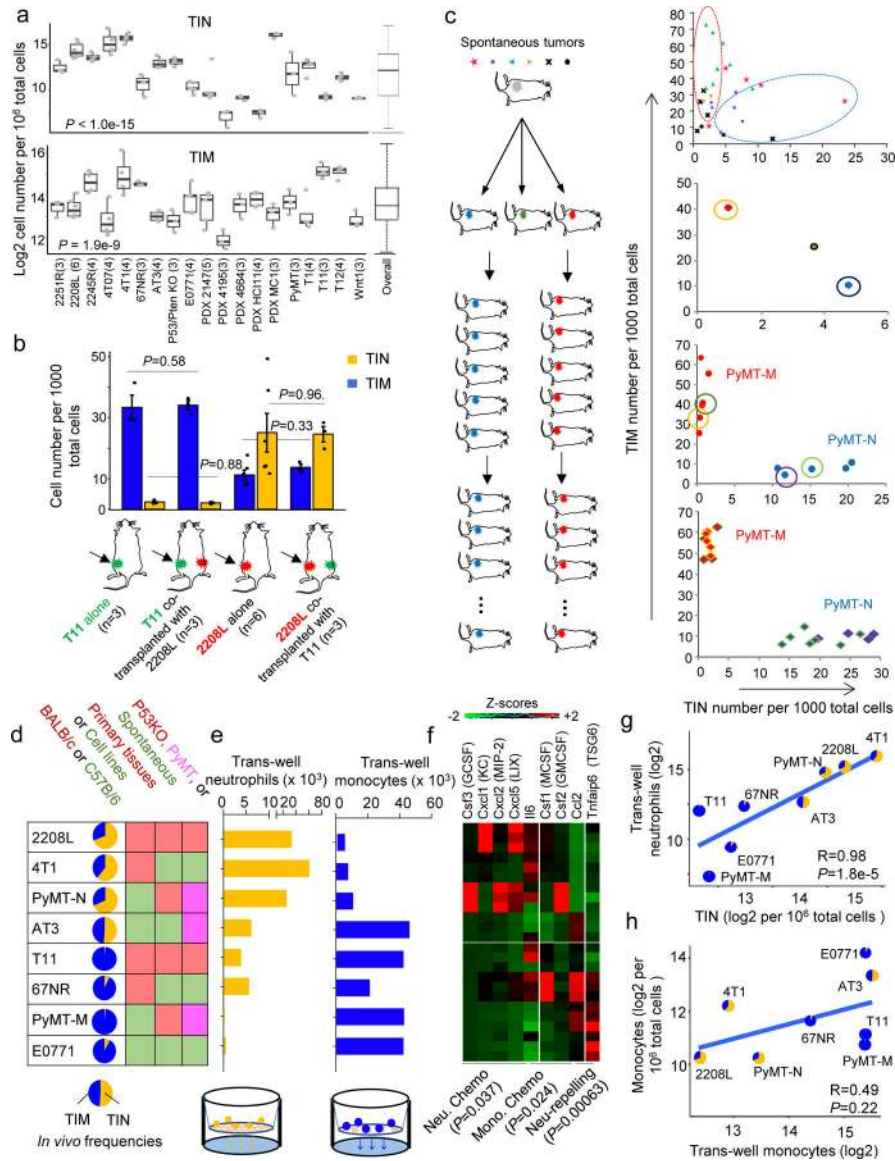 a
TIN
15
10
P < 1.0e-15
Log2 cell number per 10⁶ total cells
TIM
16
14
12
P = 1.9e-9
2251R(3)
2208L (6)
2245R(4)
4T07(4)
4T1(4)
67NR(3)
AT3(4)
P53/Pten KO (3)
E0771(4)
PDX 2147(5)
PDX 4195(3)
PDX 4664(3)
PDX HCI11(4)
PDX MC1(3)
PyMT(3)
T1(4)
T11(3)
T12(4)
Wnt1(3)
Overall
b
Cell number per 1000
total cells
60
30
0
P=0.58
P=0.88
P=0.96
P=0.33
TIN
TIM
T11 alone (n=3)
T11 co-
transplanted with
2208L (n=3)
2208L alone (n=6)
2208L co-
transplanted with
T11 (n=3)
c
Spontaneous tumors
TIM number per 1000 total cells
80
70
60
50
40
30
20
10
0
0 5 10 15 20 25 30
50
40
30
20
10
0
0 2 4 6
70
60
50
40
30
20
10
0
PyMT-M
PyMT-N
0 5 10 15 20 25
70
60
50
40
30
20
10
0
PyMT-M
PyMT-N
0 10 20 30
TIN number per 1000 total cells
d
BALB/c or C57B/6
Primary tissues
or Cell lines
P53KO, PyMT, or
Spontaneous
2208L
4T1
PyMT-N
AT3
T11
67NR
PyMT-M
E0771
TIM
TIN
In vivo frequencies
e
Trans-well
neutrophils (x 10³)
0 10 20 80
Trans-well
monocytes (x 10³)
0 20 40 60
f
Z-scores
-2
+2
Csf3 (GCSF)
Cxcl1 (KC)
Cxcl2 (MIP-2)
Cxcl5 (LIX)
Il6
Csf1 (MCSF)
Csf2 (GMCSF)
Ccl2
Tnfaip6 (TSG6)
Neu. Chemo
(P=0.037)
Mono. Chemo
(P=0.024)
Neu-repelling
(P=0.00063)
g
Trans-well
neutrophils (log2)
15
10
4T1
2208L
PyMT-N
T11
67NR
AT3
E0771
PyMT-M
R=0.98
P=1.8e-5
13 14 15
TIN (log2 per 10⁶ total cells )
h
Monocytes (log2 per
10⁶ total cells)
14
12
10
E0771
4T1
AT3
67NR
T11
2208L
PyMT-N
PyMT-M
R=0.49
P=0.22
13 14 15
Trans-well monocytes (log2)